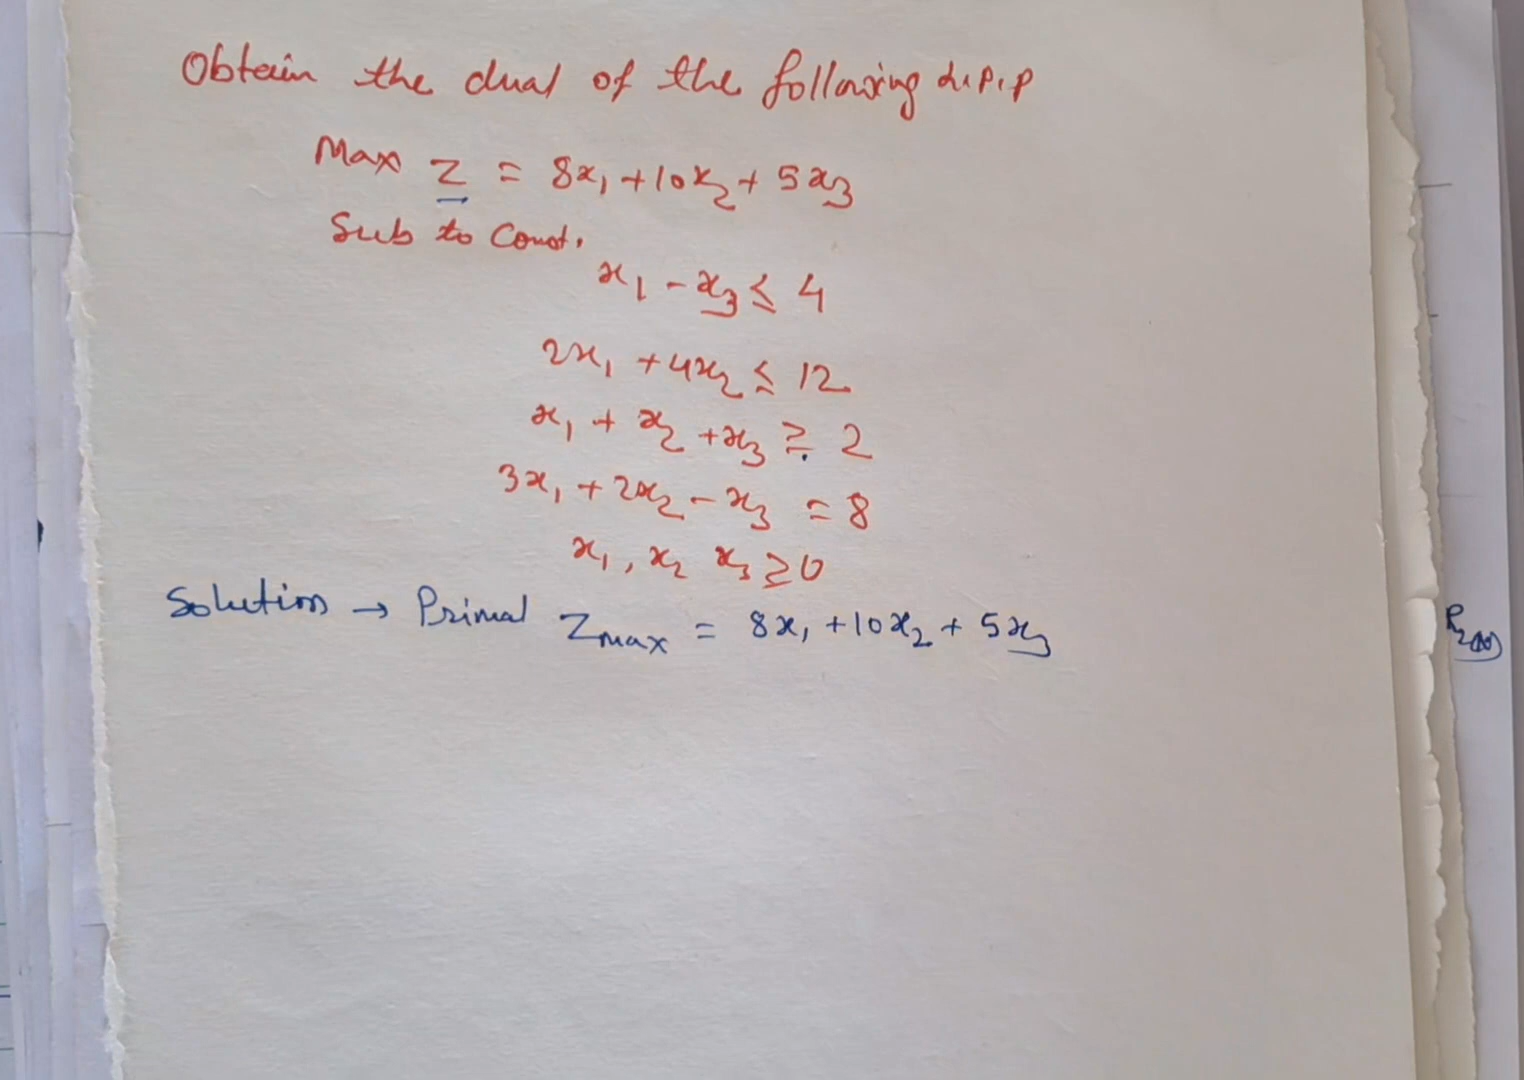 Obtain the dual of the following L.P.P
Max Z = 8x₁ + 10x₂ + 5x₃
Sub to Const.
x₁ - x₃ ≤ 4
2x₁ + 4x₂ ≤ 12
x₁ + x₂ + x₃ ≥ 2
3x₁ + 2x₂ - x₃ = 8
x₁, x₂ x₃ ≥ 0
Solution → Primal Zmax = 8x₁ + 10x₂ + 5x₃